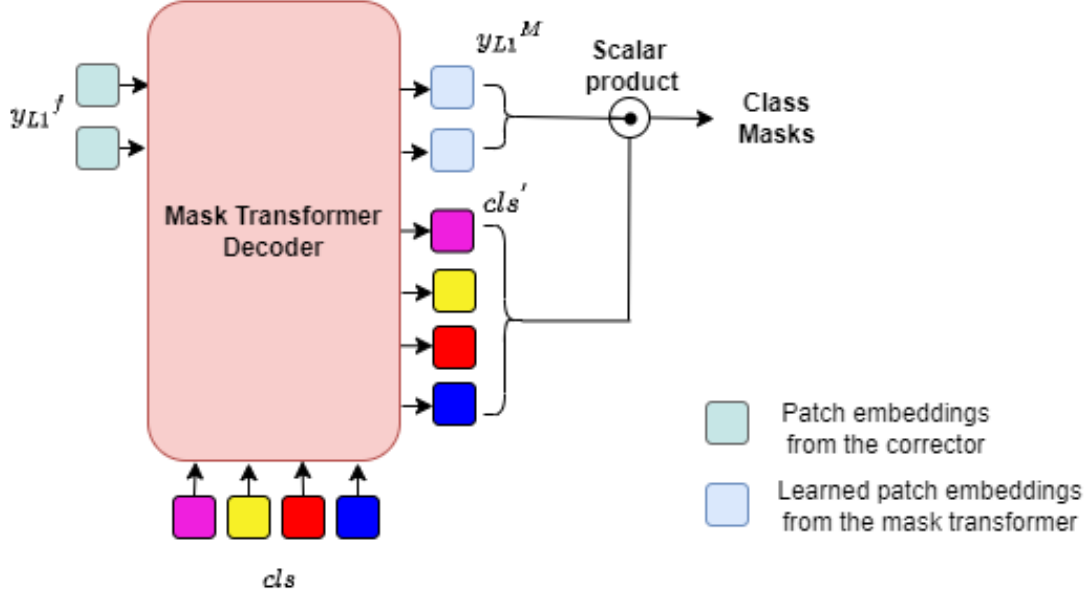 y_{L1}^{M}
Scalar
product
y_{L1}^{f}
Class
Masks
cls'
Mask Transformer
Decoder
Patch embeddings
from the corrector
Learned patch embeddings
from the mask transformer
cls